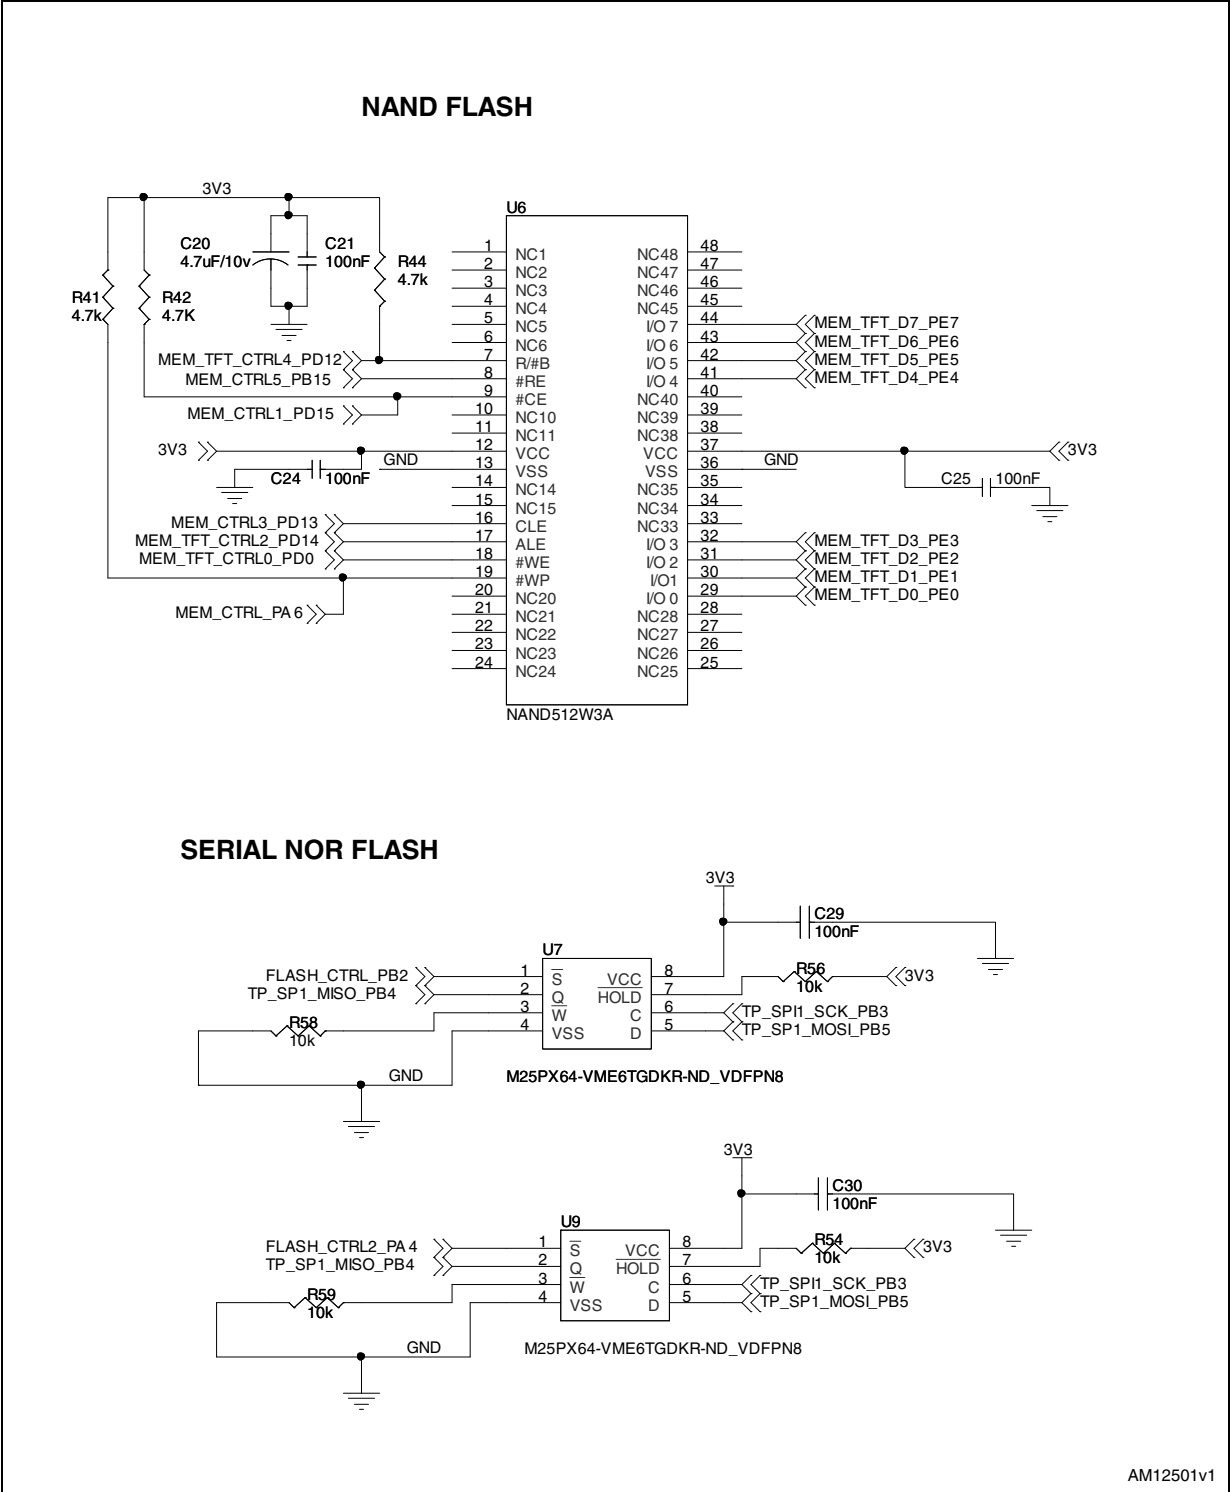 NAND FLASH
3V3
C20
4.7uF/10v
C21
100nF
R44
4.7k
R41
4.7k
R42
4.7K
U6
1 NC1
2 NC2
3 NC3
4 NC4
5 NC5
6 NC6
MEM_TFT_CTRL4_PD12 7 R/#B
MEM_CTRL5_PB15 8 #RE
9 #CE
MEM_CTRL1_PD15 10 NC10
11 NC11
3V3 12 VCC
GND 13 VSS
C24 100nF
14 NC14
15 NC15
MEM_CTRL3_PD13 16 CLE
MEM_TFT_CTRL2_PD14 17 ALE
MEM_TFT_CTRL0_PD0 18 #WE
19 #WP
20 NC20
MEM_CTRL_PA6 21 NC21
22 NC22
23 NC23
24 NC24
NC48 48
NC47 47
NC46 46
NC45 45
I/O 7 44 MEM_TFT_D7_PE7
I/O 6 43 MEM_TFT_D6_PE6
I/O 5 42 MEM_TFT_D5_PE5
I/O 4 41 MEM_TFT_D4_PE4
NC40 40
NC39 39
NC38 38
VCC 37 3V3
VSS 36 GND
C25 100nF
NC35 35
NC34 34
NC33 33
I/O 3 32 MEM_TFT_D3_PE3
I/O 2 31 MEM_TFT_D2_PE2
I/O1 30 MEM_TFT_D1_PE1
I/O 0 29 MEM_TFT_D0_PE0
NC28 28
NC27 27
NC26 26
NC25 25
NAND512W3A
SERIAL NOR FLASH
3V3
C29
100nF
U7
FLASH_CTRL_PB2 1 S
TP_SP1_MISO_PB4 2 Q
3 W
4 VSS
VCC 8
HOLD 7
C 6 TP_SPI1_SCK_PB3
D 5 TP_SP1_MOSI_PB5
R56
10k
3V3
R58
10k
GND
M25PX64-VME6TGDKR-ND_VDFPN8
3V3
C30
100nF
U9
FLASH_CTRL2_PA4 1 S
TP_SP1_MISO_PB4 2 Q
3 W
4 VSS
VCC 8
HOLD 7
C 6 TP_SPI1_SCK_PB3
D 5 TP_SP1_MOSI_PB5
R54
10k
3V3
R59
10k
GND
M25PX64-VME6TGDKR-ND_VDFPN8
AM12501v1